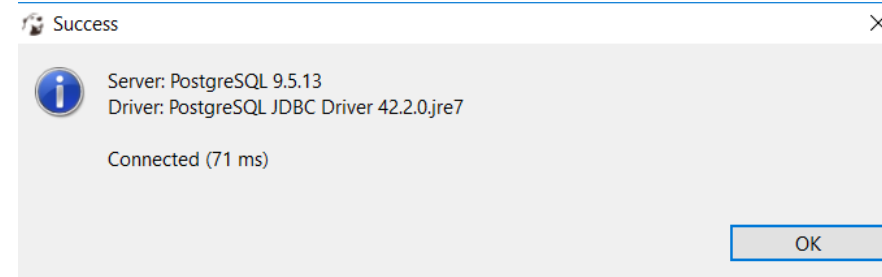 Success
Server: PostgreSQL 9.5.13
Driver: PostgreSQL JDBC Driver 42.2.0.jre7
Connected (71 ms)
OK